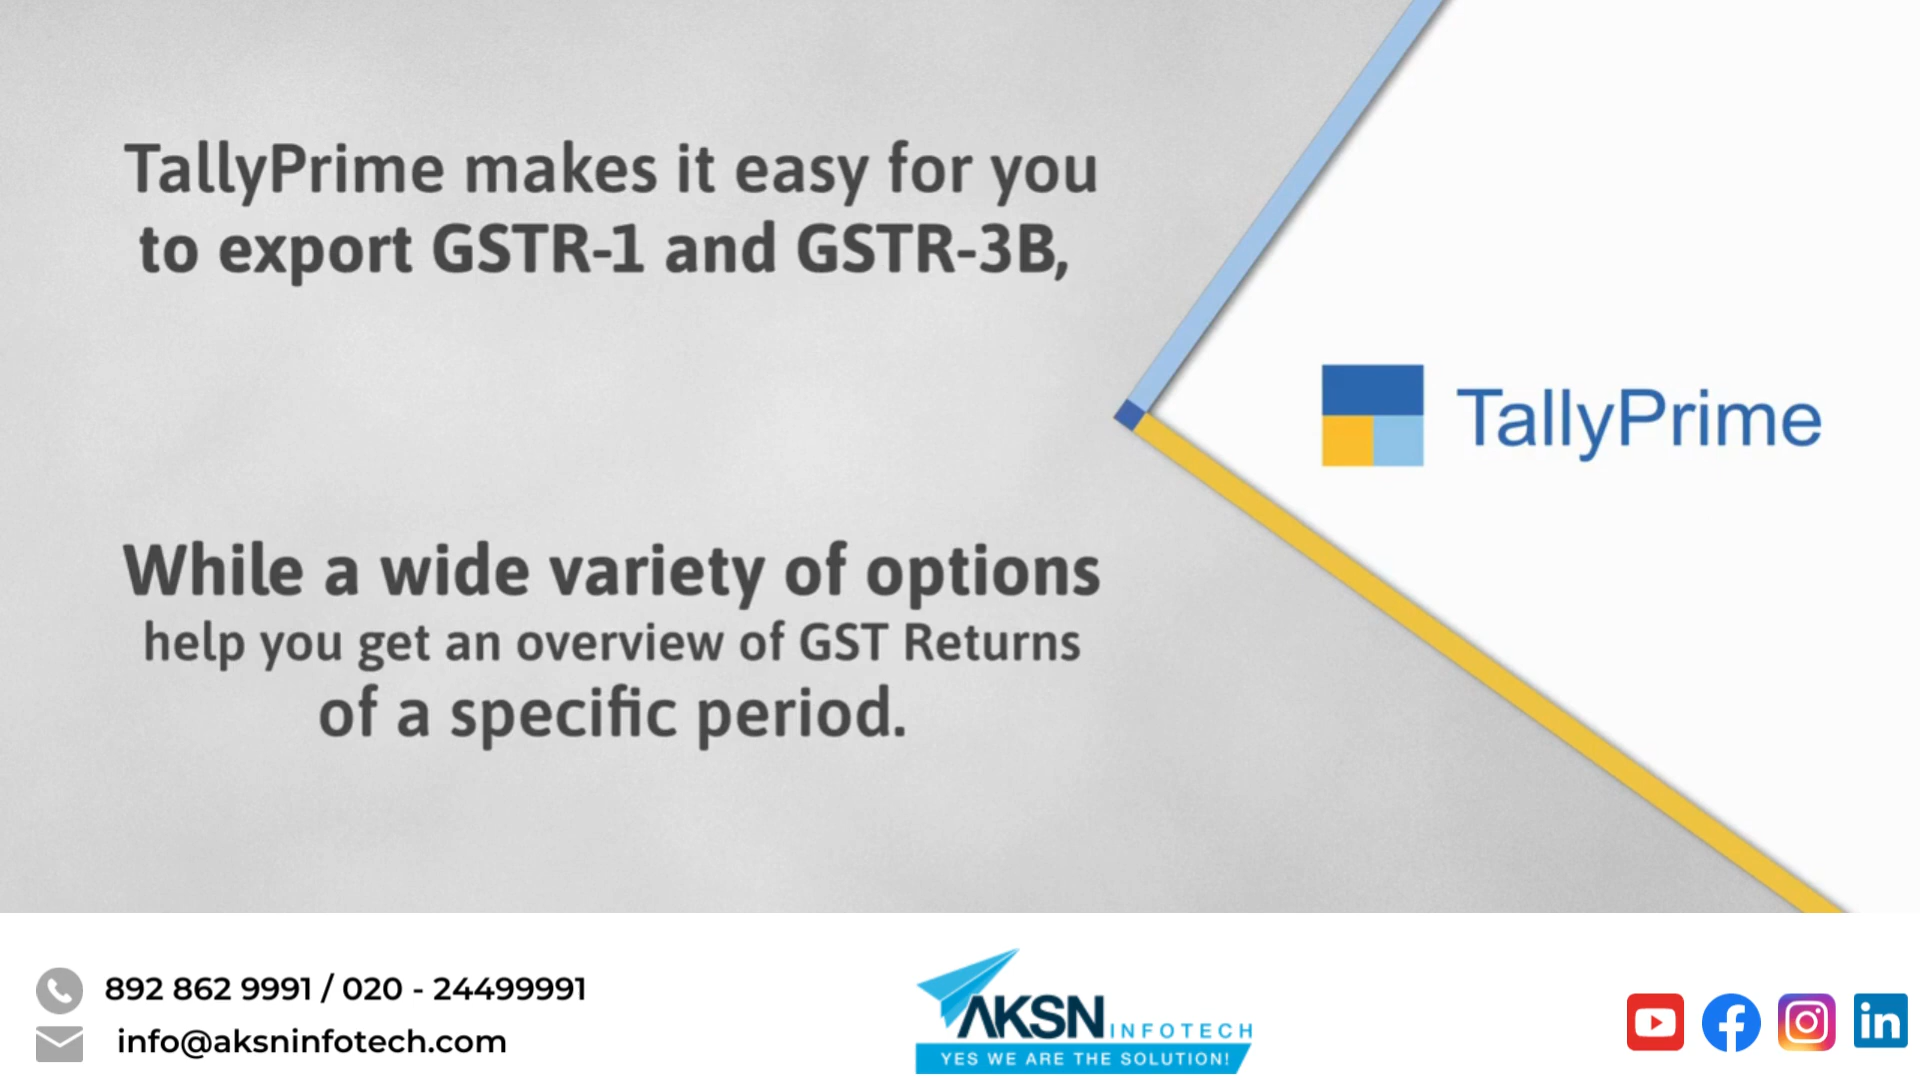 TallyPrime makes it easy for you
to export GSTR-1 and GSTR-3B,
TallyPrime
While a wide variety of options
help you get an overview of GST Returns
of a specific period.
892 862 9991 / 020 - 24499991
info@aksninfotech.com
AKSN INFOTECH
YES WE ARE THE SOLUTION!